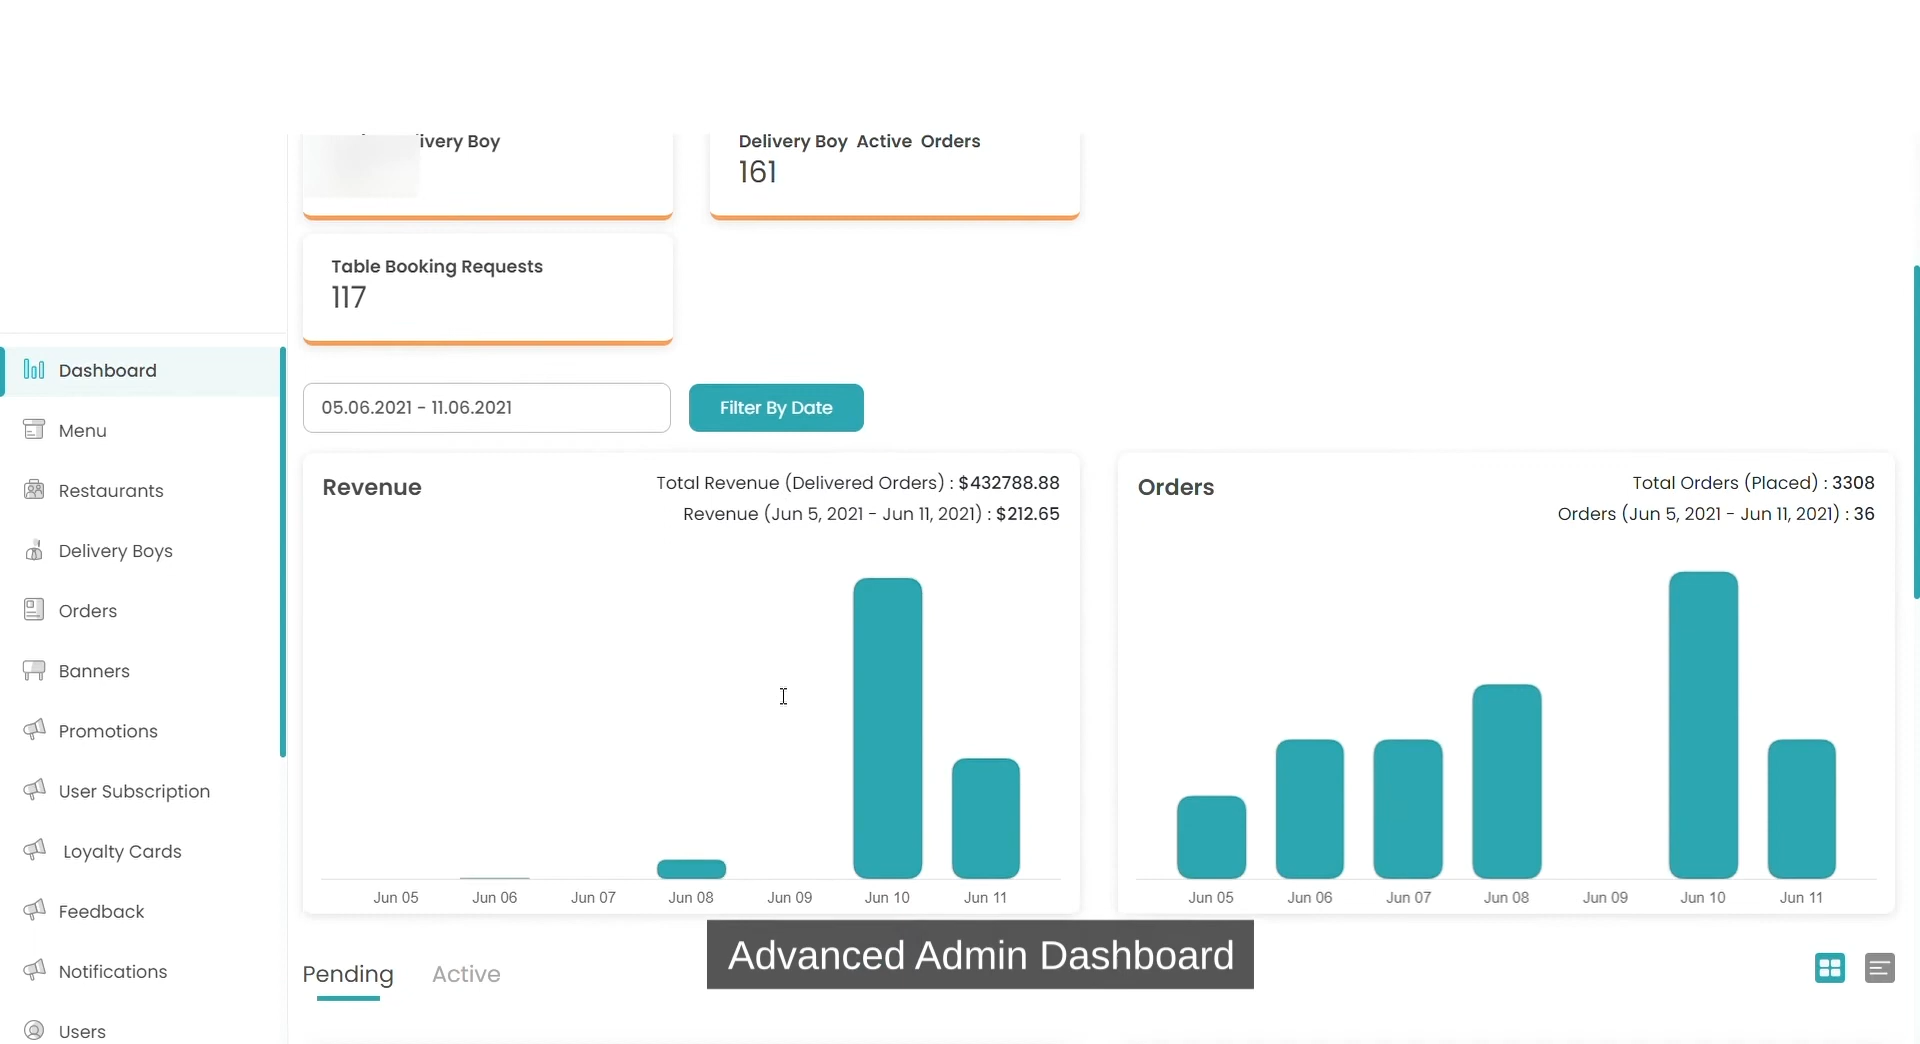 ivery Boy
Delivery Boy Active Orders
161
Table Booking Requests
117
Dashboard
Menu
Restaurants
Delivery Boys
Orders
Banners
Promotions
User Subscription
Loyalty Cards
Feedback
Notifications
Users
05.06.2021 - 11.06.2021
Filter By Date
Revenue
Total Revenue (Delivered Orders) : $432788.88
Revenue (Jun 5, 2021 - Jun 11, 2021) : $212.65
Jun 05 Jun 06 Jun 07 Jun 08 Jun 09 Jun 10 Jun 11
Orders
Total Orders (Placed) : 3308
Orders (Jun 5, 2021 - Jun 11, 2021) : 36
Jun 05 Jun 06 Jun 07 Jun 08 Jun 09 Jun 10 Jun 11
Pending Active
Advanced Admin Dashboard